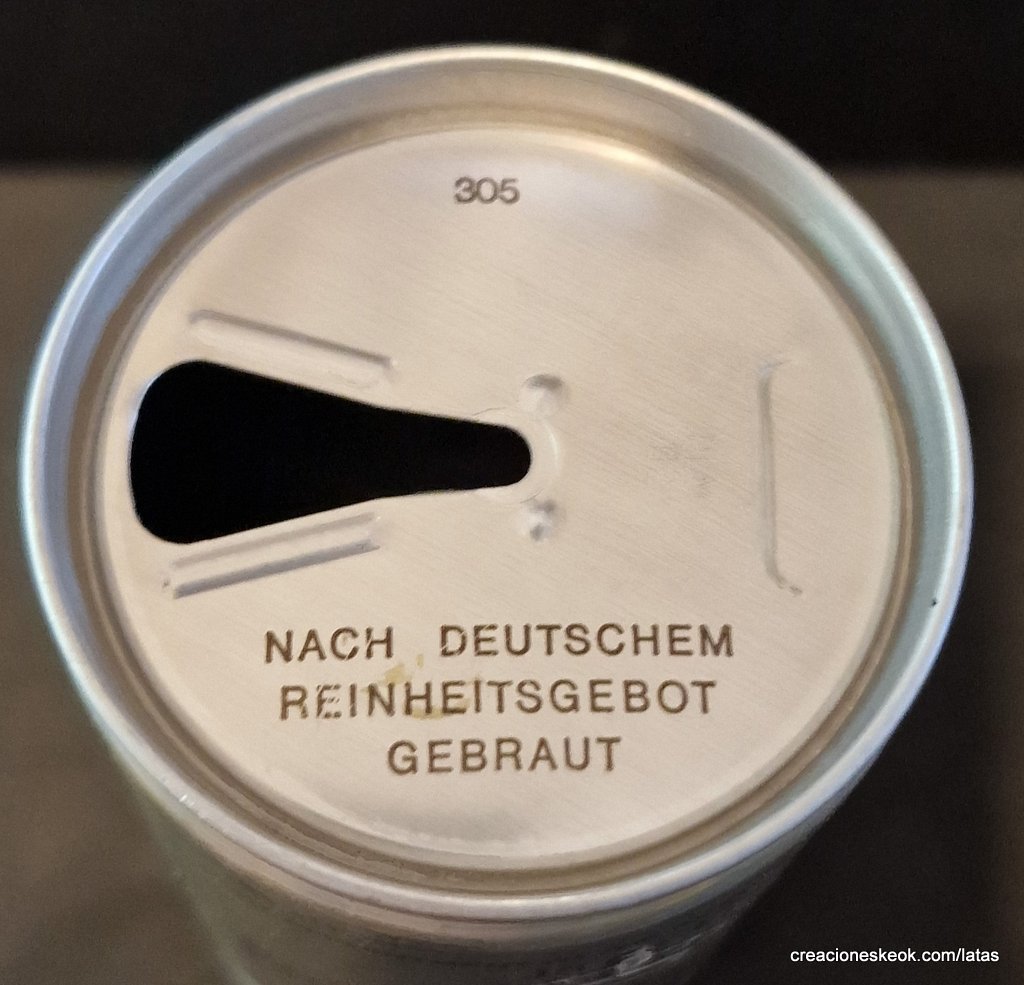 305
NACH DEUTSCHEM
REINHEITSGEBOT
GEBRAUT
creacioneskeok.com/latas